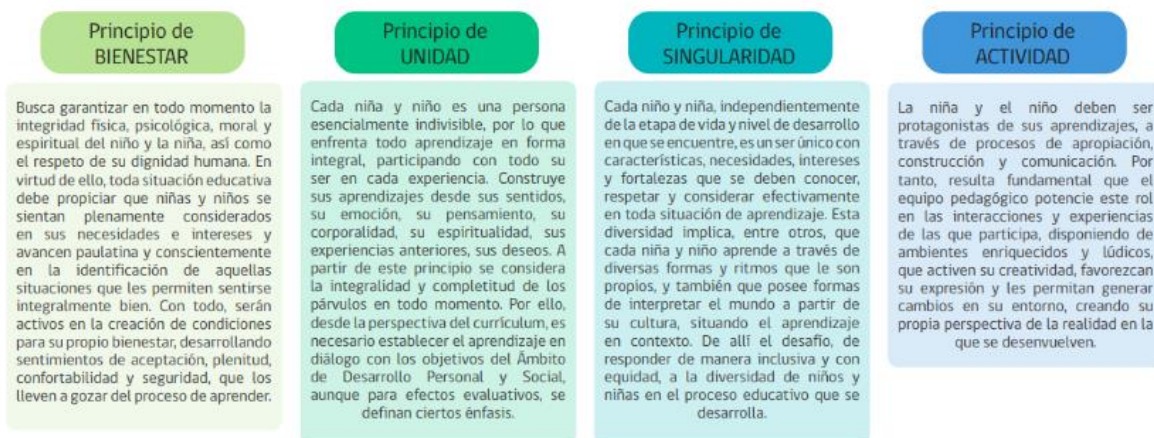 Principio de
BIENESTAR
Busca garantizar en todo momento la
integridad física, psicológica, moral y
espiritual del niño y la niña, así como
el respeto de su dignidad humana. En
virtud de ello, toda situación educativa
debe propiciar que niñas y niños se
sientan plenamente considerados
en sus necesidades e intereses y
avancen paulatina y conscientemente
en la identificación de aquellas
situaciones que les permiten sentirse
integralmente bien. Con todo, serán
activos en la creación de condiciones
para su propio bienestar, desarrollando
sentimientos de aceptación, plenitud,
confortabilidad y seguridad, que los
lleven a gozar del proceso de aprender.
Principio de
UNIDAD
Cada niña y niño es una persona
esencialmente indivisible, por lo que
enfrenta todo aprendizaje en forma
integral, participando con todo su
ser en cada experiencia. Construye
sus aprendizajes desde sus sentidos,
su emoción, su pensamiento, su
corporalidad, su espiritualidad, sus
experiencias anteriores, sus deseos. A
partir de este principio se considera
la integralidad y completitud de los
párvulos en todo momento. Por ello,
desde la perspectiva del currículum, es
necesario establecer el aprendizaje en
diálogo con los objetivos del Ámbito
de Desarrollo Personal y Social,
aunque para efectos evaluativos, se
definan ciertos énfasis.
Principio de
SINGULARIDAD
Cada niño y niña, independientemente
de la etapa de vida y nivel de desarrollo
en que se encuentre, es un ser único con
características, necesidades, intereses
y fortalezas que se deben conocer,
respetar y considerar efectivamente
en toda situación de aprendizaje. Esta
diversidad implica, entre otros, que
cada niña y niño aprende a través de
diversas formas y ritmos que le son
propios, y también que posee formas
de interpretar el mundo a partir de
su cultura, situando el aprendizaje
en contexto. De allí el desafío, de
responder de manera inclusiva y con
equidad, a la diversidad de niños y
niñas en el proceso educativo que se
desarrolla.
Principio de
ACTIVIDAD
La niña y el niño deben ser
protagonistas de sus aprendizajes, a
través de procesos de apropiación,
construcción y comunicación. Por
tanto, resulta fundamental que el
equipo pedagógico potencie este rol
en las interacciones y experiencias
de las que participa, disponiendo de
ambientes enriquecidos y lúdicos,
que activen su creatividad, favorezcan
su expresión y les permitan generar
cambios en su entorno, creando su
propia perspectiva de la realidad en la
que se desenvuelven.